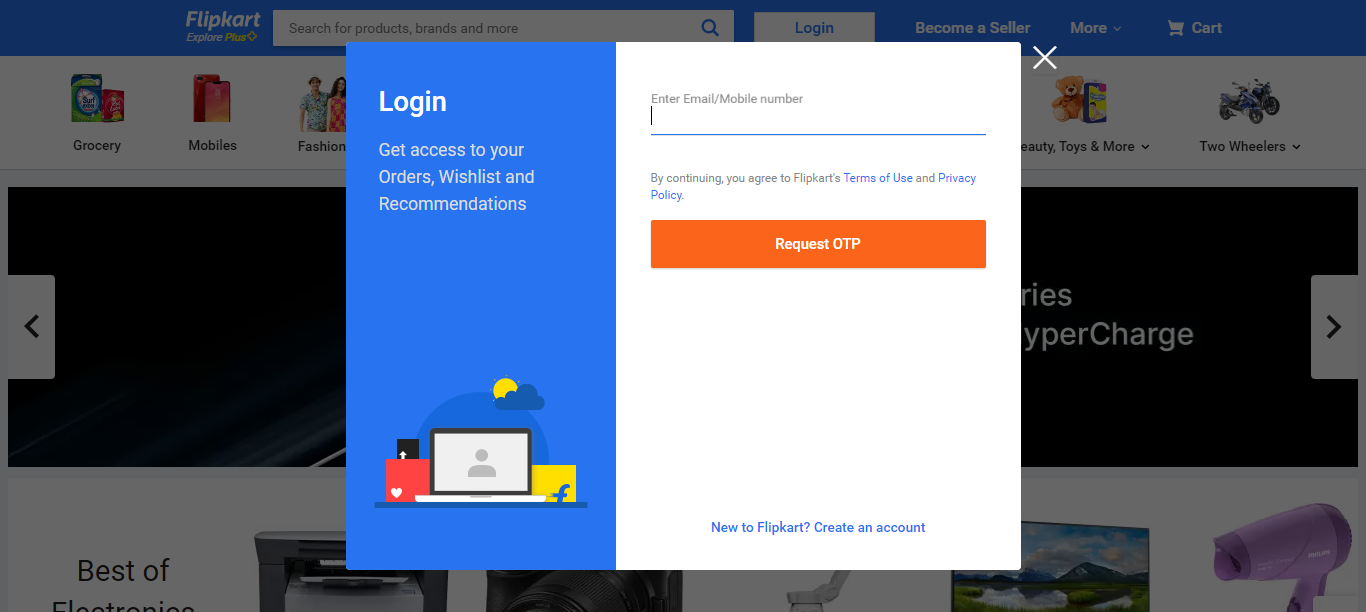 Flipkart
Explore Plus
Search for products, brands and more
Login
Become a Seller
More
Cart
Grocery
Mobiles
Fashion
eauty, Toys & More
Two Wheelers
Login
Get access to your
Orders, Wishlist and
Recommendations
Enter Email/Mobile number
By continuing, you agree to Flipkart's Terms of Use and Privacy
Policy.
Request OTP
New to Flipkart? Create an account
ries
yperCharge
Best of
Electronics
PHILIPS